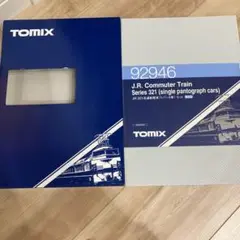 TOMIX
92946
J.R. Commuter Train
Series 321 (single pantograph cars)
TOMIX